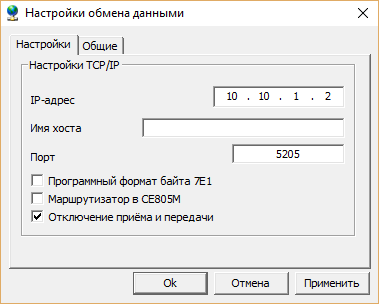 Настройки обмена данными
Настройки Общие
Настройки TCP/IP
IP-адрес 10 . 10 . 1 . 2
Имя хоста
Порт 5205
Программный формат байта 7E1
Маршрутизатор в CE805M
Отключение приёма и передачи
Ok Отмена Применить